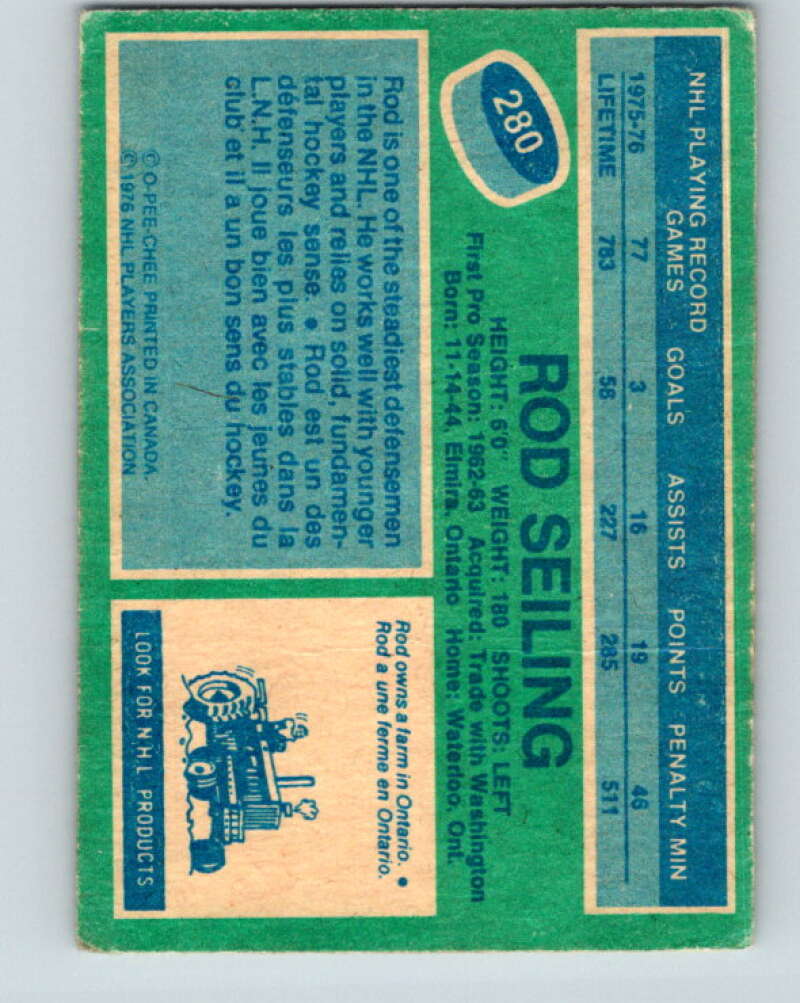 280
ROD SEILING
HEIGHT: 6'0" WEIGHT: 180 SHOOTS: LEFT
First Pro Season: 1962-63 Acquired: Trade with Washington
Born: 11-14-44, Elmira, Ontario Home: Waterloo, Ont.
NHL PLAYING RECORD
GAMES GOALS ASSISTS POINTS PENALTY MIN
1975-76 77 3 16 19 46
LIFETIME 783 58 227 285 511
Rod is one of the steadiest defensemen
in the NHL. He works well with younger
players and relies on solid, fundamen-
tal hockey sense. • Rod est un des
défenseurs les plus stables dans la
L.N.H. Il joue bien avec les jeunes du
club et il a un bon sens du hockey.
© O-PEE-CHEE PRINTED IN CANADA.
© 1976 NHL PLAYERS ASSOCIATION
Rod owns a farm in Ontario. •
Rod a une ferme en Ontario.
LOOK FOR N.H.L PRODUCTS